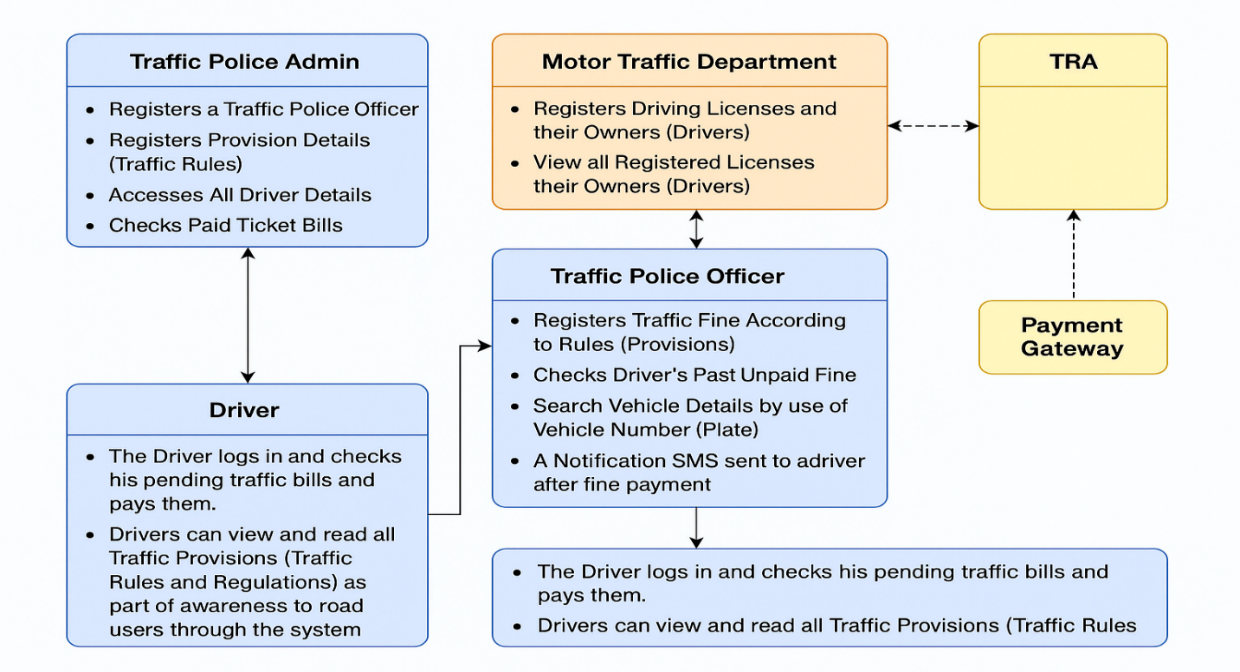 Traffic Police Admin
• Registers a Traffic Police Officer
• Registers Provision Details
(Traffic Rules)
• Accesses All Driver Details
• Checks Paid Ticket Bills
Motor Traffic Department
• Registers Driving Licenses and
their Owners (Drivers)
• View all Registered Licenses
their Owners (Drivers)
TRA
Traffic Police Officer
• Registers Traffic Fine According
to Rules (Provisions)
• Checks Driver's Past Unpaid Fine
• Search Vehicle Details by use of
Vehicle Number (Plate)
• A Notification SMS sent to adriver
after fine payment
Payment
Gateway
Driver
• The Driver logs in and checks
his pending traffic bills and
pays them.
• Drivers can view and read all
Traffic Provisions (Traffic
Rules and Regulations) as
part of awareness to road
users through the system
• The Driver logs in and checks his pending traffic bills and
pays them.
• Drivers can view and read all Traffic Provisions (Traffic Rules